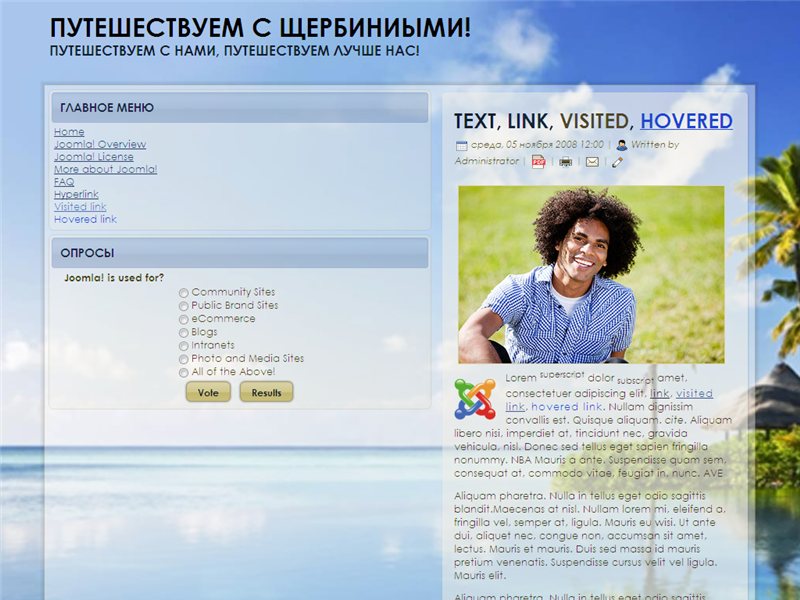 ПУТЕШЕСТВУЕМ С ЩЕРБИНИЫМИ!
ПУТЕШЕСТВУЕМ С НАМИ, ПУТЕШЕСТВУЕМ ЛУЧШЕ НАС!
ГЛАВНОЕ МЕНЮ
Home
Joomla! Overview
Joomla! License
More about Joomla!
FAQ
Hyperlink
Visited link
Hovered link
ОПРОСЫ
Joomla! is used for?
Community Sites
Public Brand Sites
eCommerce
Blogs
Intranets
Photo and Media Sites
All of the Above!
Vote Results
TEXT, LINK, VISITED, HOVERED
среда, 05 ноября 2008 12:00 | Written by
Administrator | PDF | | |
Lorem superscript dolor subscript amet,
consectetuer adipiscing elit, link, visited
link, hovered link. Nullam dignissim
convallis est. Quisque aliquam. cite. Aliquam
libero nisi, imperdiet at, tincidunt nec, gravida
vehicula, nisl. Donec sed tellus eget sapien fringilla
nonummy. NBA Mauris a ante. Suspendisse quam sem,
consequat at, commodo vitae, feugiat in, nunc. AVE
Aliquam pharetra. Nulla in tellus eget odio sagittis
blandit.Maecenas at nisl. Nullam lorem mi, eleifend a,
fringilla vel, semper at, ligula. Mauris eu wisi. Ut ante
dui, aliquet nec, congue non, accumsan sit amet,
lectus. Mauris et mauris. Duis sed massa id mauris
pretium venenatis. Suspendisse cursus velit vel ligula.
Mauris elit.
Aliquam pharetra. Nulla in tellus eget odio sagittis